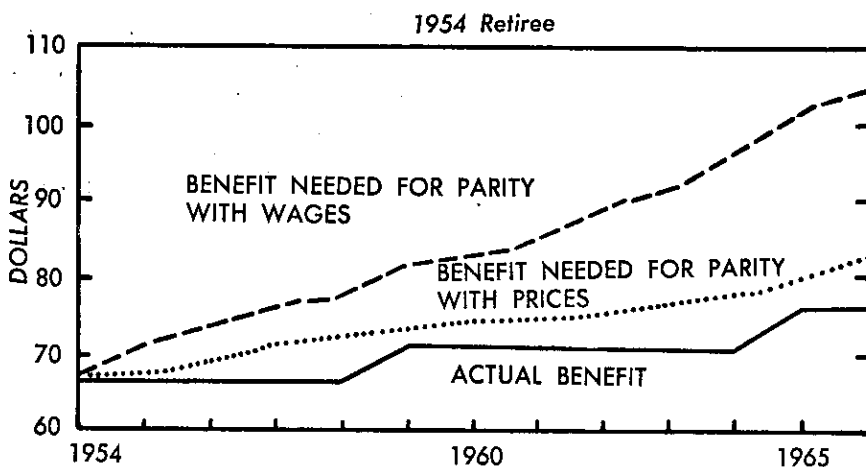 1954 Retiree
110
100
90
80
70
60
DOLLARS
BENEFIT NEEDED FOR PARITY
WITH WAGES
BENEFIT NEEDED FOR PARITY
WITH PRICES
ACTUAL BENEFIT
1954
1960
1965